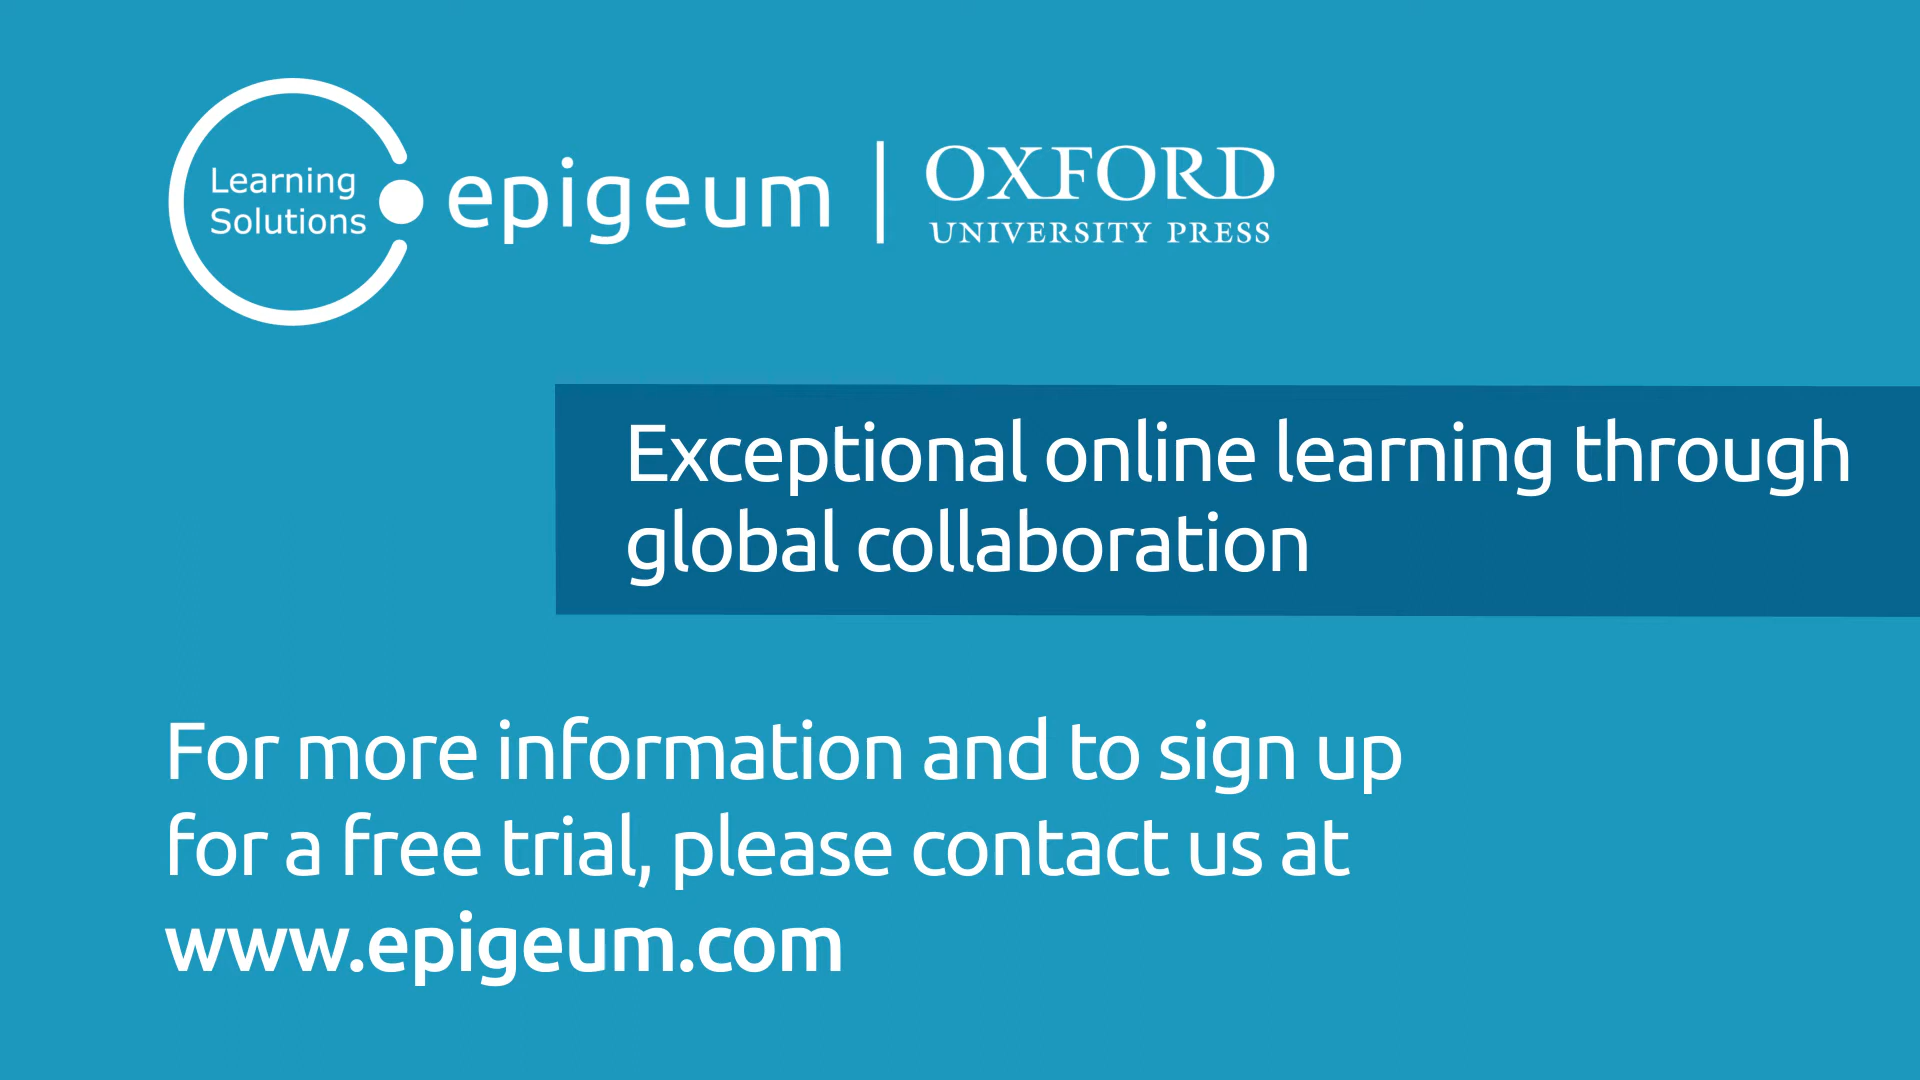 Learning
Solutions
epigeum
OXFORD
UNIVERSITY PRESS
Exceptional online learning through
global collaboration
For more information and to sign up
for a free trial, please contact us at
www.epigeum.com